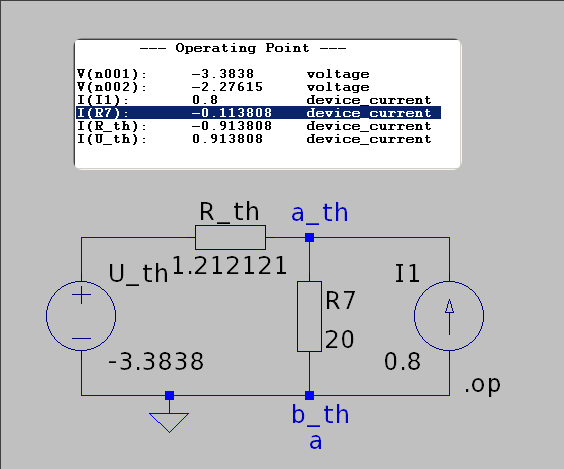 --- Operating Point ---
V(n001): -3.3838 voltage
V(n002): -2.27615 voltage
I(I1): 0.8 device_current
I(R7): -0.113808 device_current
I(R_th): -0.913808 device_current
I(U_th): 0.913808 device_current
R_th
a_th
1.212121
U_th
I1
R7
20
-3.3838
0.8
.op
b_th
a